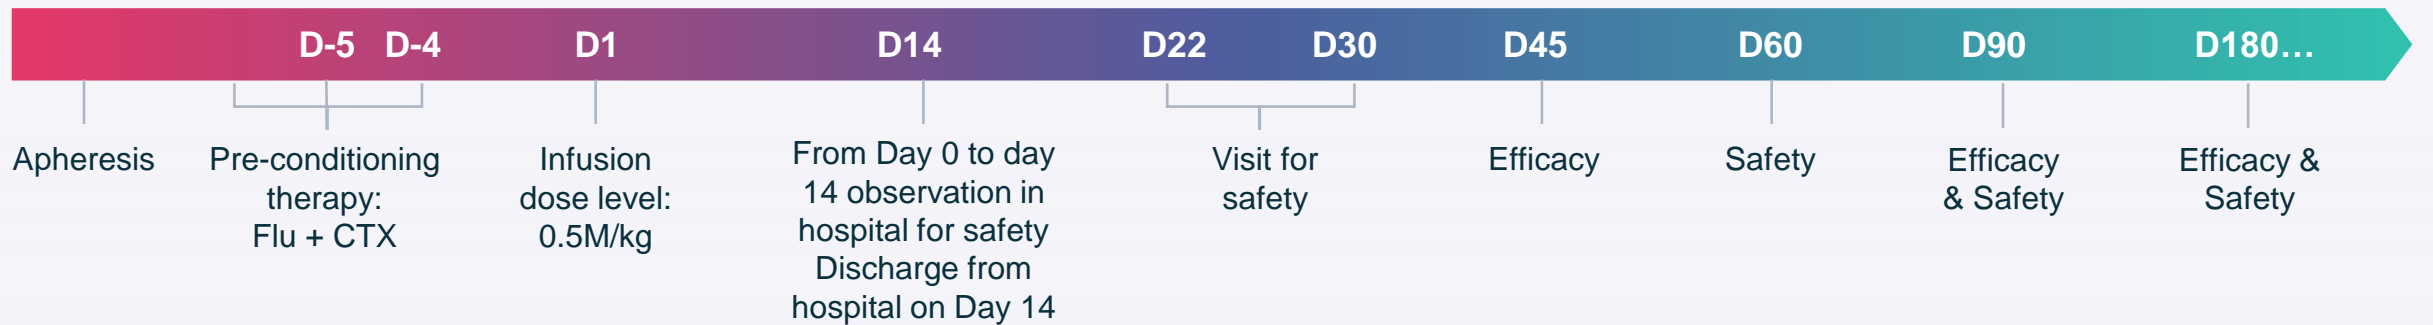 D-5 D-4 D1 D14 D22 D30 D45 D60 D90 D180…
Apheresis
Pre-conditioning
therapy:
Flu + CTX
Infusion
dose level:
0.5M/kg
From Day 0 to day
14 observation in
hospital for safety
Discharge from
hospital on Day 14
Visit for
safety
Efficacy
Safety
Efficacy
& Safety
Efficacy &
Safety